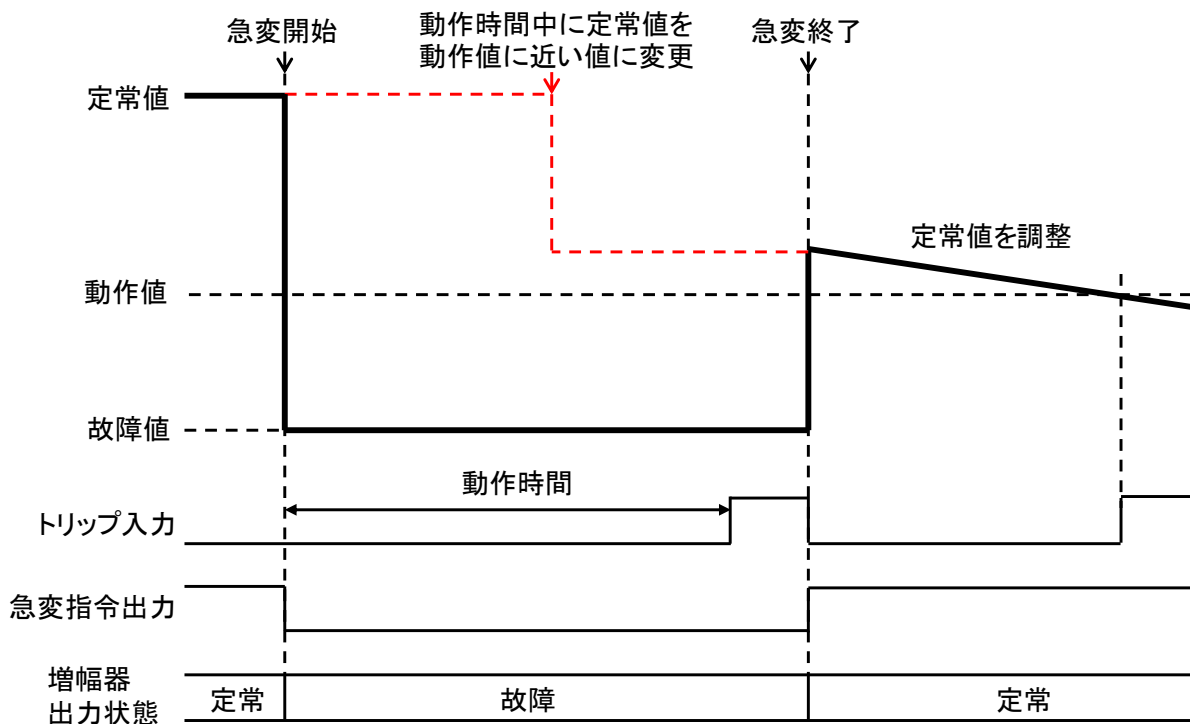 急変開始
動作時間中に定常値を
動作値に近い値に変更
急変終了
定常値
定常値を調整
動作値
故障値
動作時間
トリップ入力
急変指令出力
増幅器
出力状態
定常
故障
定常